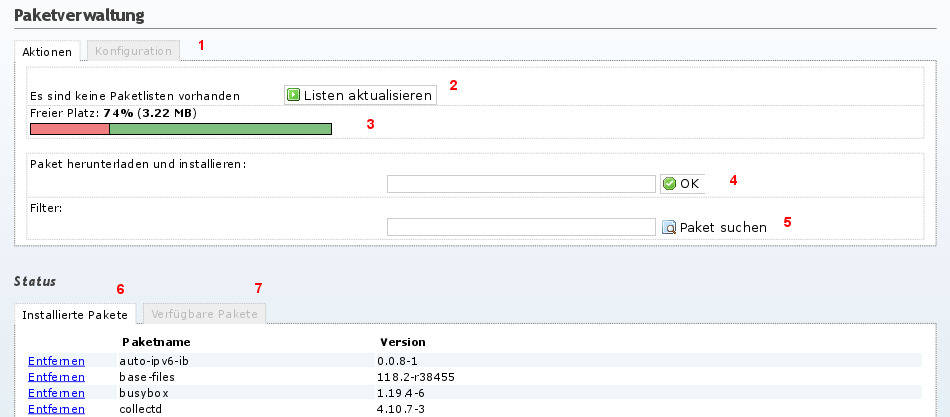 Paketverwaltung
Aktionen Konfiguration 1
Es sind keine Paketlisten vorhanden Listen aktualisieren 2
Freier Platz: 74% (3.22 MB)
3
Paket herunterladen und installieren:
OK 4
Filter:
Paket suchen 5
Status
6 7
Installierte Pakete Verfügbare Pakete
Paketname Version
Entfernen auto-ipv6-ib 0.0.8-1
Entfernen base-files 118.2-r38455
Entfernen busybox 1.19.4-6
Entfernen collectd 4.10.7-3